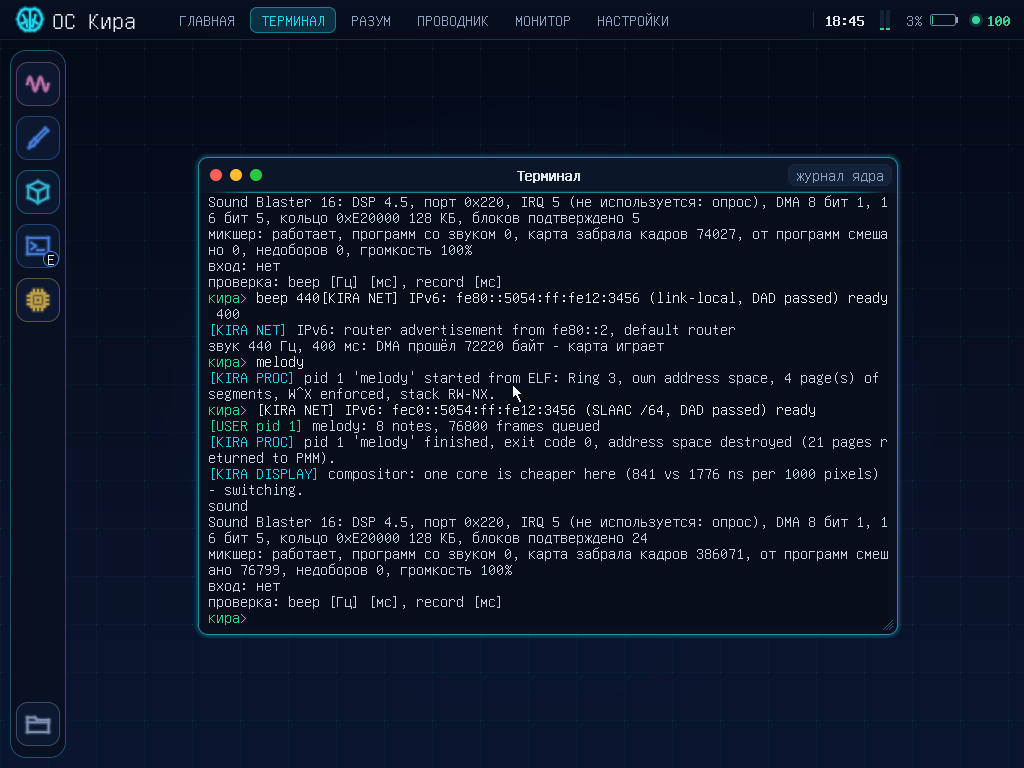 ОС Кира
ГЛАВНАЯ ТЕРМИНАЛ РАЗУМ ПРОВОДНИК МОНИТОР НАСТРОЙКИ
18:45 3% 100
E
Терминал
журнал ядра
Sound Blaster 16: DSP 4.5, порт 0x220, IRQ 5 (не используется: опрос), DMA 8 бит 1, 1
6 бит 5, кольцо 0xE20000 128 КБ, блоков подтверждено 5
микшер: работает, программ со звуком 0, карта забрала кадров 74027, от программ смеша
но 0, недоборов 0, громкость 100%
вход: нет
проверка: beep [Гц] [мс], record [мс]
кира> beep 440[KIRA NET] IPv6: fe80::5054:ff:fe12:3456 (link-local, DAD passed) ready
400
[KIRA NET] IPv6: router advertisement from fe80::2, default router
звук 440 Гц, 400 мс: DMA прошёл 72220 байт - карта играет
кира> melody
[KIRA PROC] pid 1 'melody' started from ELF: Ring 3, own address space, 4 page(s) of
segments, W^X enforced, stack RW-NX.
кира> [KIRA NET] IPv6: fec0::5054:ff:fe12:3456 (SLAAC /64, DAD passed) ready
[USER pid 1] melody: 8 notes, 76800 frames queued
[KIRA PROC] pid 1 'melody' finished, exit code 0, address space destroyed (21 pages r
eturned to PMM).
[KIRA DISPLAY] compositor: one core is cheaper here (841 vs 1776 ns per 1000 pixels)
- switching.
sound
Sound Blaster 16: DSP 4.5, порт 0x220, IRQ 5 (не используется: опрос), DMA 8 бит 1, 1
6 бит 5, кольцо 0xE20000 128 КБ, блоков подтверждено 24
микшер: работает, программ со звуком 0, карта забрала кадров 386071, от программ смеш
ано 76799, недоборов 0, громкость 100%
вход: нет
проверка: beep [Гц] [мс], record [мс]
кира>